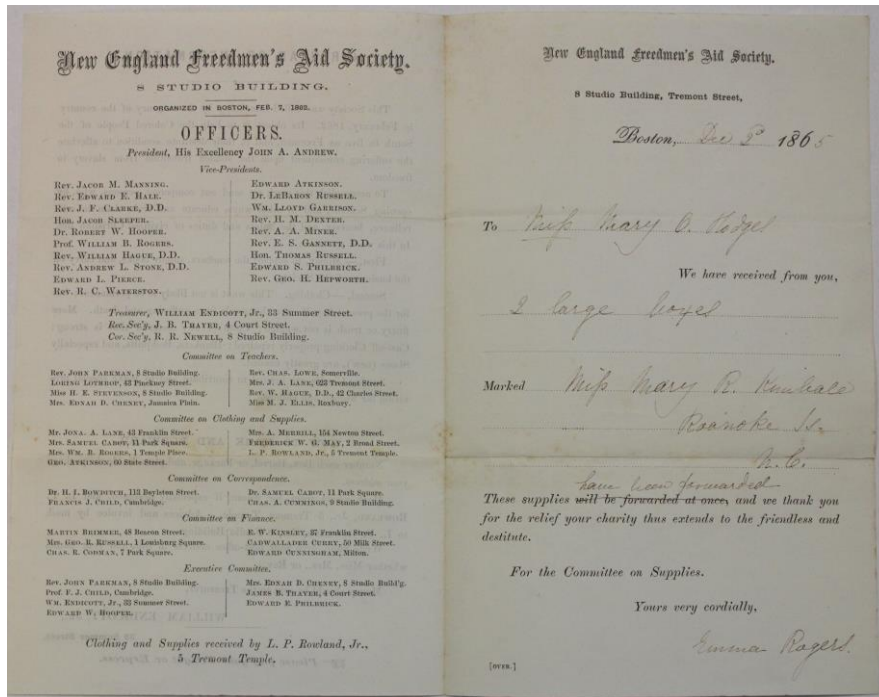 New England Freedmen's Aid Society.
8 STUDIO BUILDING.
ORGANIZED IN BOSTON, FEB. 7, 1862.
OFFICERS.
President, His Excellency JOHN A. ANDREW.
Vice-Presidents.
REV. JACOB M. MANNING.
REV. EDWARD E. HALE.
REV. J. F. CLARKE, D.D.
HON. JACOB SLEEPER.
DR. ROBERT W. HOOPER.
PROF. WILLIAM B. ROGERS.
REV. WILLIAM HAGUE, D.D.
REV. ANDREW L. STONE, D.D.
EDWARD L. PIERCE.
REV. R. C. WATERSTON.
EDWARD ATKINSON.
DR. LEBARON RUSSELL.
WM. LLOYD GARRISON.
REV. H. M. DEXTER.
REV. A. A. MINER.
REV. E. S. GANNETT, D.D.
HON. THOMAS RUSSELL.
EDWARD S. PHILBRICK.
REV. GEO. H. HEPWORTH.
Treasurer, WILLIAM ENDICOTT, JR., 33 Summer Street.
Rec. Sec'y, J. B. THAYER, 4 Court Street.
Cor. Sec'y, R. R. NEWELL, 8 Studio Building.
Committee on Teachers.
REV. JOHN PARKMAN, 8 Studio Building.
LORING LOTHROP, 43 Pinckney Street.
MISS H. E. STEVENSON, 8 Studio Building.
MRS. EDNAH D. CHENEY, Jamaica Plain.
REV. CHAS. LOWE, Somerville.
MRS. J. A. LANE, 623 Tremont Street.
REV. W. HAGUE, D.D., 42 Charles Street.
MISS M. J. ELLIS, Roxbury.
Committee on Clothing and Supplies.
MR. JONA. A. LANE, 43 Franklin Street.
MRS. SAMUEL CABOT, 11 Park Square.
MRS. WM. B. ROGERS, 1 Temple Place.
GEO. ATKINSON, 60 State Street.
MRS. A. MERRILL, 154 Newton Street.
FREDERICK W. G. MAY, 2 Broad Street.
L. P. ROWLAND, JR., 5 Tremont Temple.
Committee on Correspondence.
DR. H. I. BOWDITCH, 113 Boylston Street.
FRANCIS J. CHILD, Cambridge.
DR. SAMUEL CABOT, 11 Park Square.
CHAS. A. CUMMINGS, 9 Studio Building.
Committee on Finance.
MARTIN BRIMMER, 48 Beacon Street.
MRS. GEO. R. RUSSELL, 1 Louisburg Square.
CHAS. R. CODMAN, 7 Park Square.
E. W. KINSLEY, 37 Franklin Street.
CADWALLADER CURRY, 50 Milk Street.
EDWARD CUNNINGHAM, Milton.
Executive Committee.
REV. JOHN PARKMAN, 8 Studio Building.
PROF. F. J. CHILD, Cambridge.
WM. ENDICOTT, JR., 33 Summer Street.
EDWARD W. HOOPER.
MRS. EDNAH D. CHENEY, 8 Studio Build'g.
JAMES B. THAYER, 4 Court Street.
EDWARD E. PHILBRICK.
Clothing and Supplies received by L. P. Rowland, Jr.,
5 Tremont Temple.
New England Freedmen's Aid Society.
8 Studio Building, Tremont Street,
Boston, Dec 1865
To Miss Mary C. Hodges
We have received from you,
2 large boxes
Marked Miss Mary R. Kimball
Roanoke Is.
N.C.
have been forwarded
These supplies will be forwarded at once, and we thank you
for the relief your charity thus extends to the friendless and
destitute.
For the Committee on Supplies.
Yours very cordially,
Emma Rogers.
[OVER.]